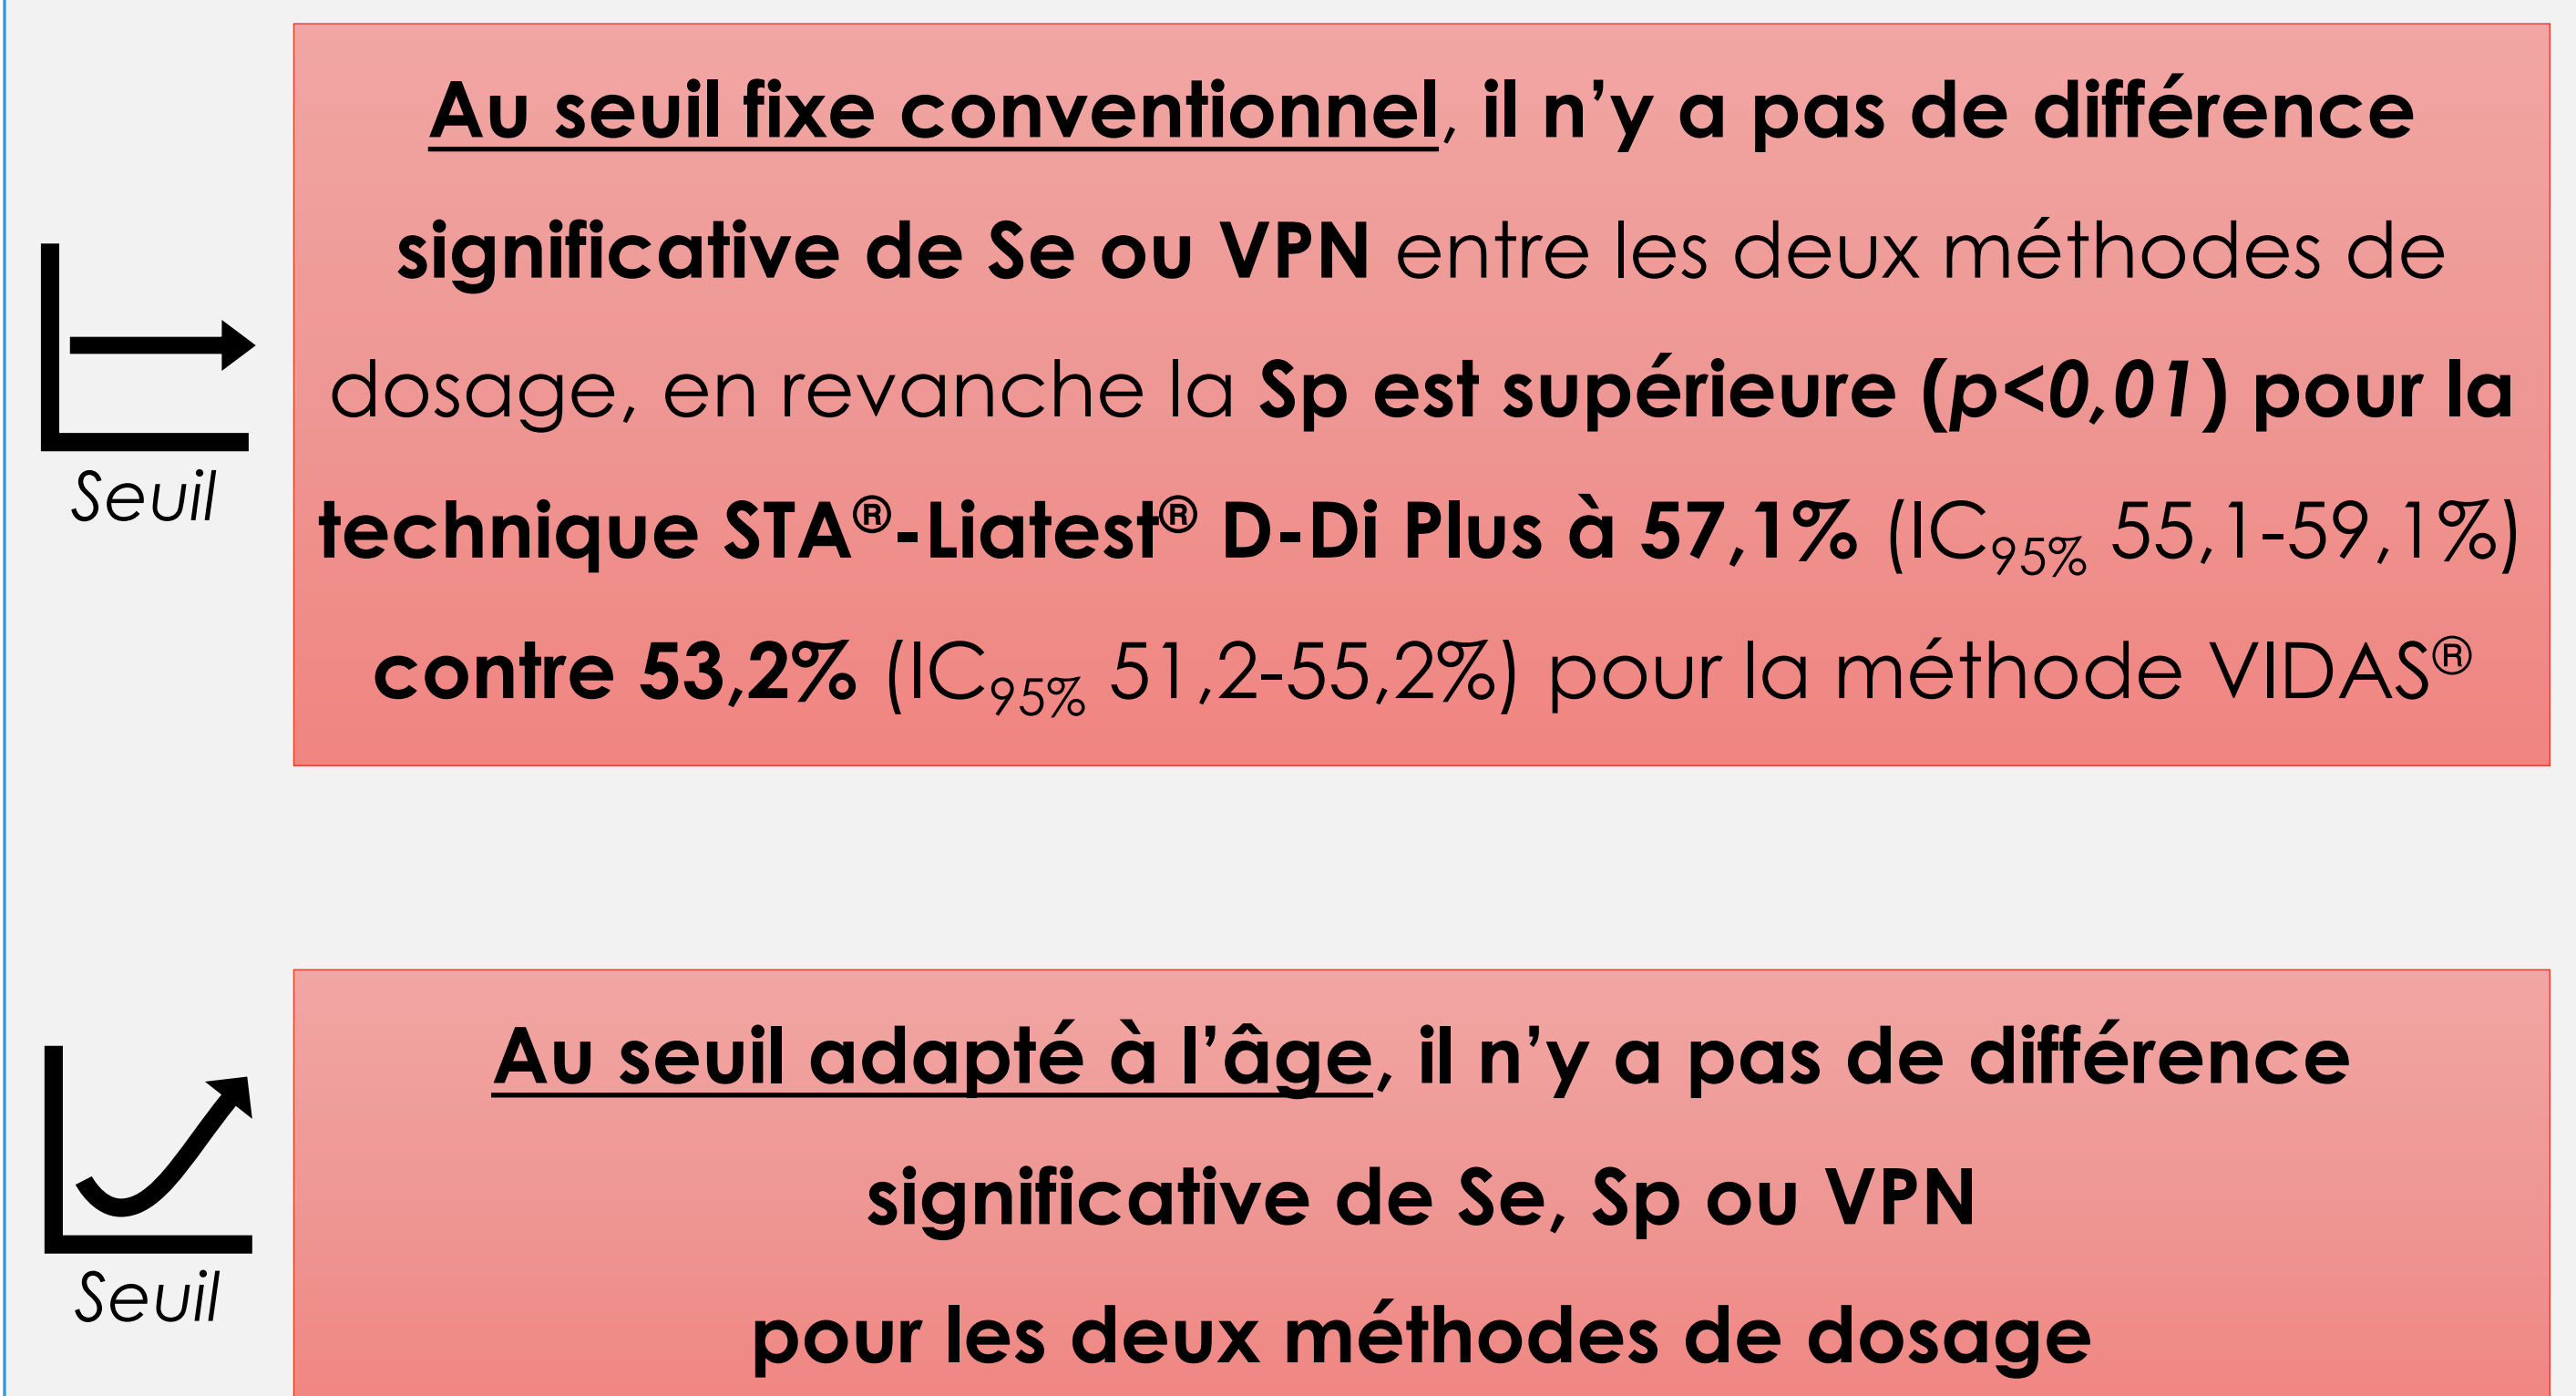 Au seuil fixe conventionnel, il n’y a pas de différence
significative de Se ou VPN entre les deux méthodes de
dosage, en revanche la Sp est supérieure (p<0,01) pour la
technique STA®-Liatest® D-Di Plus à 57,1% (IC95% 55,1-59,1%)
contre 53,2% (IC95% 51,2-55,2%) pour la méthode VIDAS®
Seuil
Au seuil adapté à l’âge, il n’y a pas de différence
significative de Se, Sp ou VPN
pour les deux méthodes de dosage
Seuil